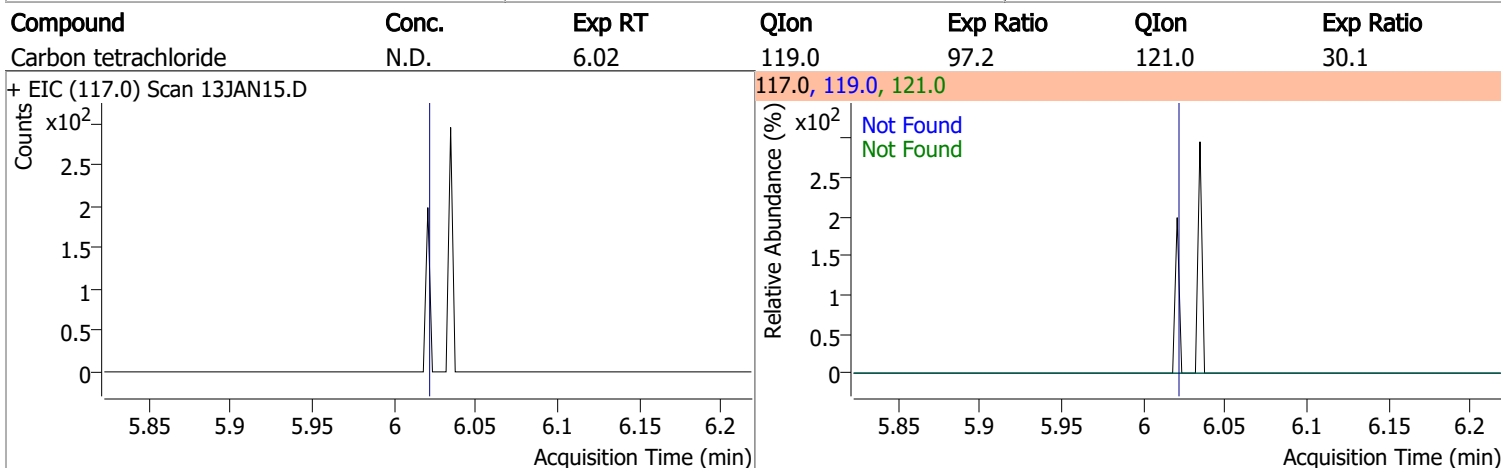 Compound Conc. Exp RT QIon Exp Ratio QIon Exp Ratio
Carbon tetrachloride N.D. 6.02 119.0 97.2 121.0 30.1
+ EIC (117.0) Scan 13JAN15.D
Counts
x10²
2.5
2
1.5
1
0.5
0
5.85 5.9 5.95 6 6.05 6.1 6.15 6.2
Acquisition Time (min)
117.0, 119.0, 121.0
Relative Abundance (%)
x10²
Not Found
Not Found
2.5
2
1.5
1
0.5
0
5.85 5.9 5.95 6 6.05 6.1 6.15 6.2
Acquisition Time (min)